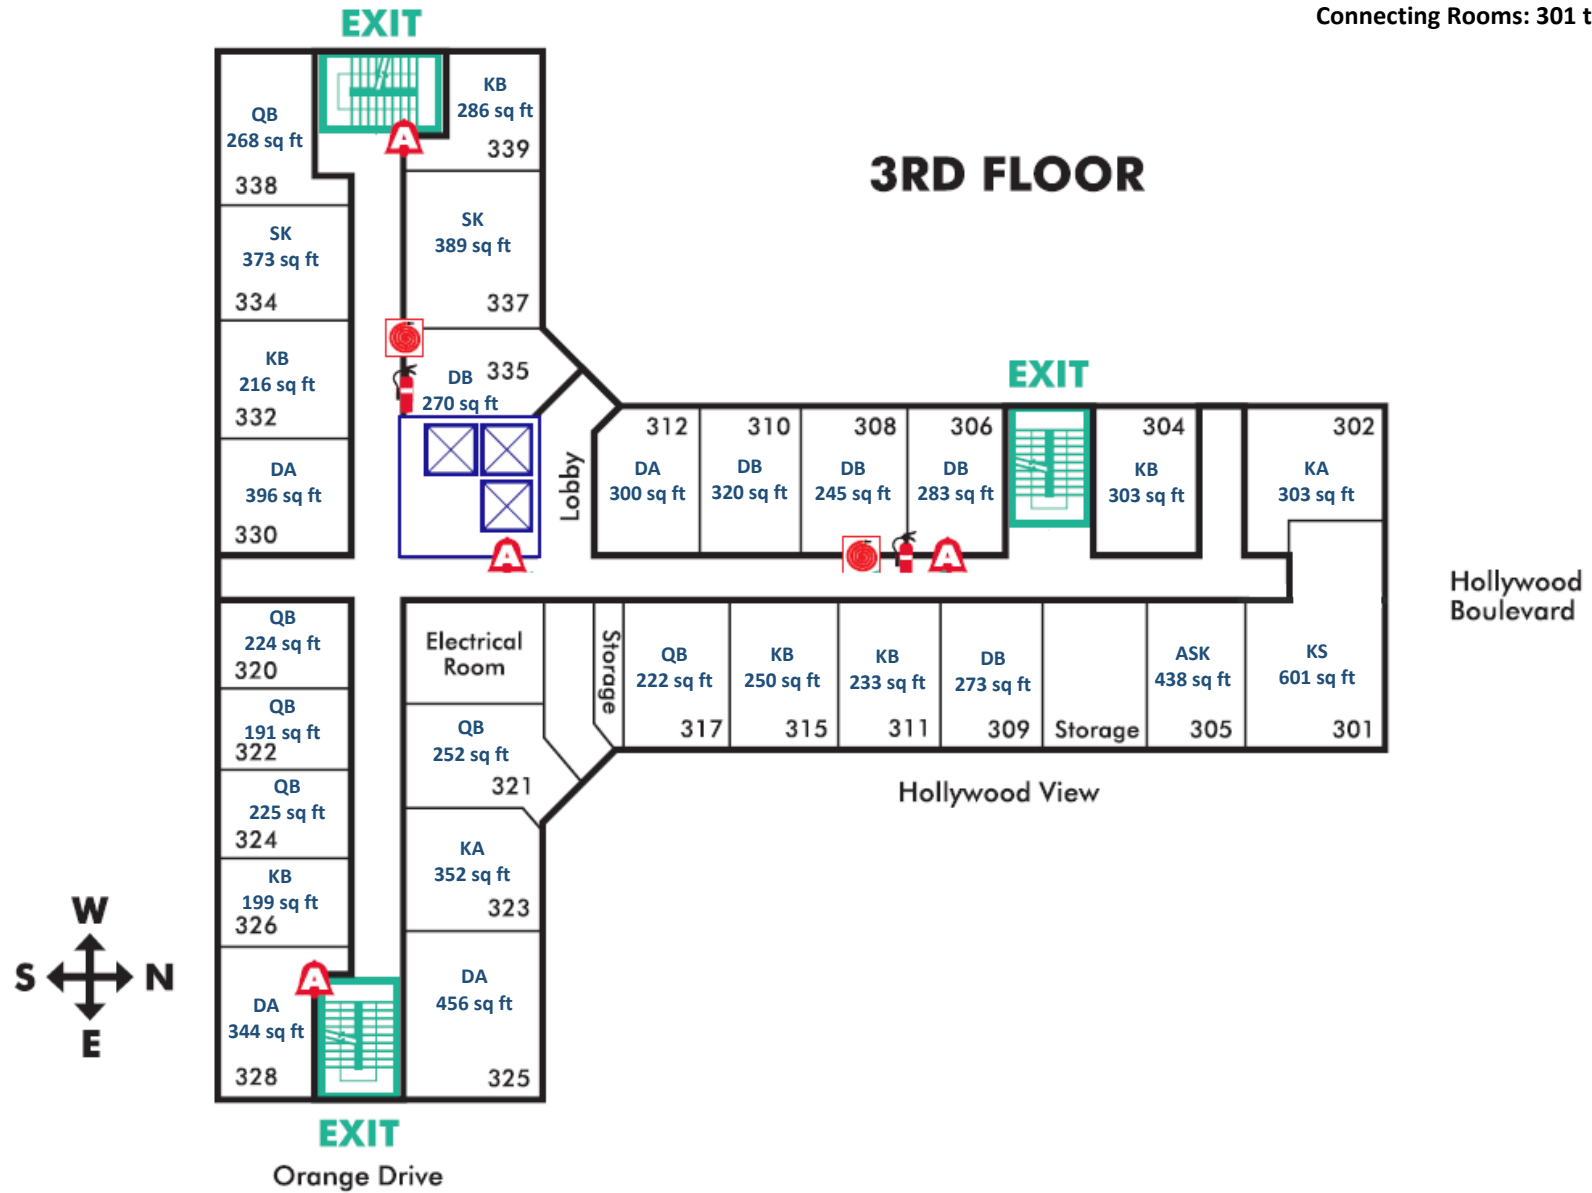 Connecting Rooms: 301 t
EXIT
3RD FLOOR
QB
268 sq ft
338
KB
286 sq ft
339
A
SK
373 sq ft
334
SK
389 sq ft
337
KB
216 sq ft
332
335
DB
270 sq ft
DA
396 sq ft
330
Lobby
A
EXIT
312
DA
300 sq ft
310
DB
320 sq ft
308
DB
245 sq ft
306
DB
283 sq ft
A
304
KB
303 sq ft
302
KA
303 sq ft
Hollywood
Boulevard
QB
224 sq ft
320
Electrical
Room
Storage
QB
222 sq ft
317
KB
250 sq ft
315
KB
233 sq ft
311
DB
273 sq ft
309
Storage
ASK
438 sq ft
305
KS
601 sq ft
301
QB
191 sq ft
322
QB
252 sq ft
321
Hollywood View
QB
225 sq ft
324
KA
352 sq ft
323
KB
199 sq ft
326
W
S
N
E
A
DA
344 sq ft
328
DA
456 sq ft
325
EXIT
Orange Drive